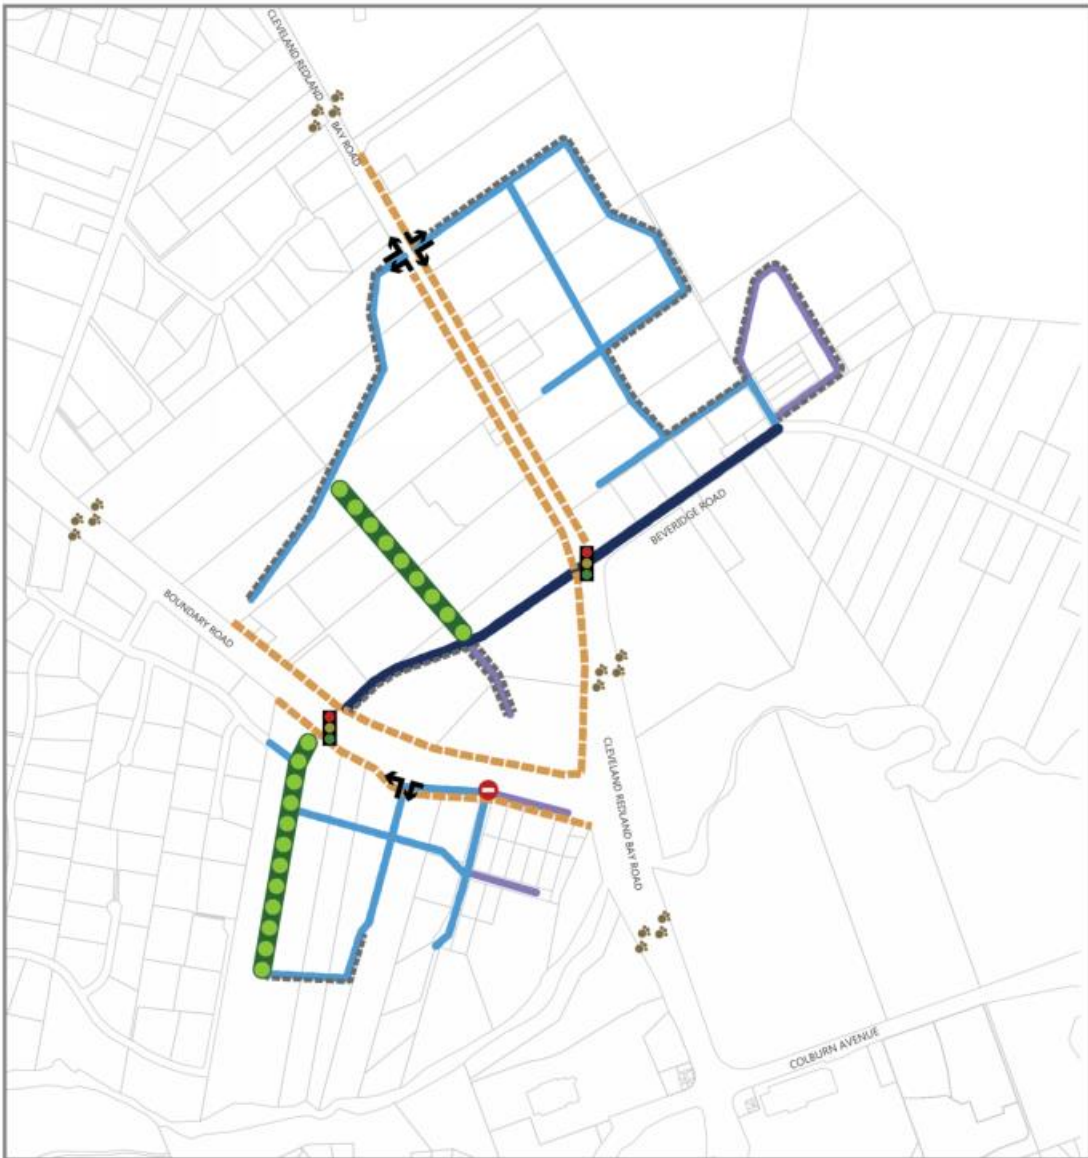 CLEVELAND REDLAND
BAY ROAD
BEVERIDGE ROAD
BOUNDARY ROAD
CLEVELAND REDLAND BAY ROAD
COLBURN AVENUE